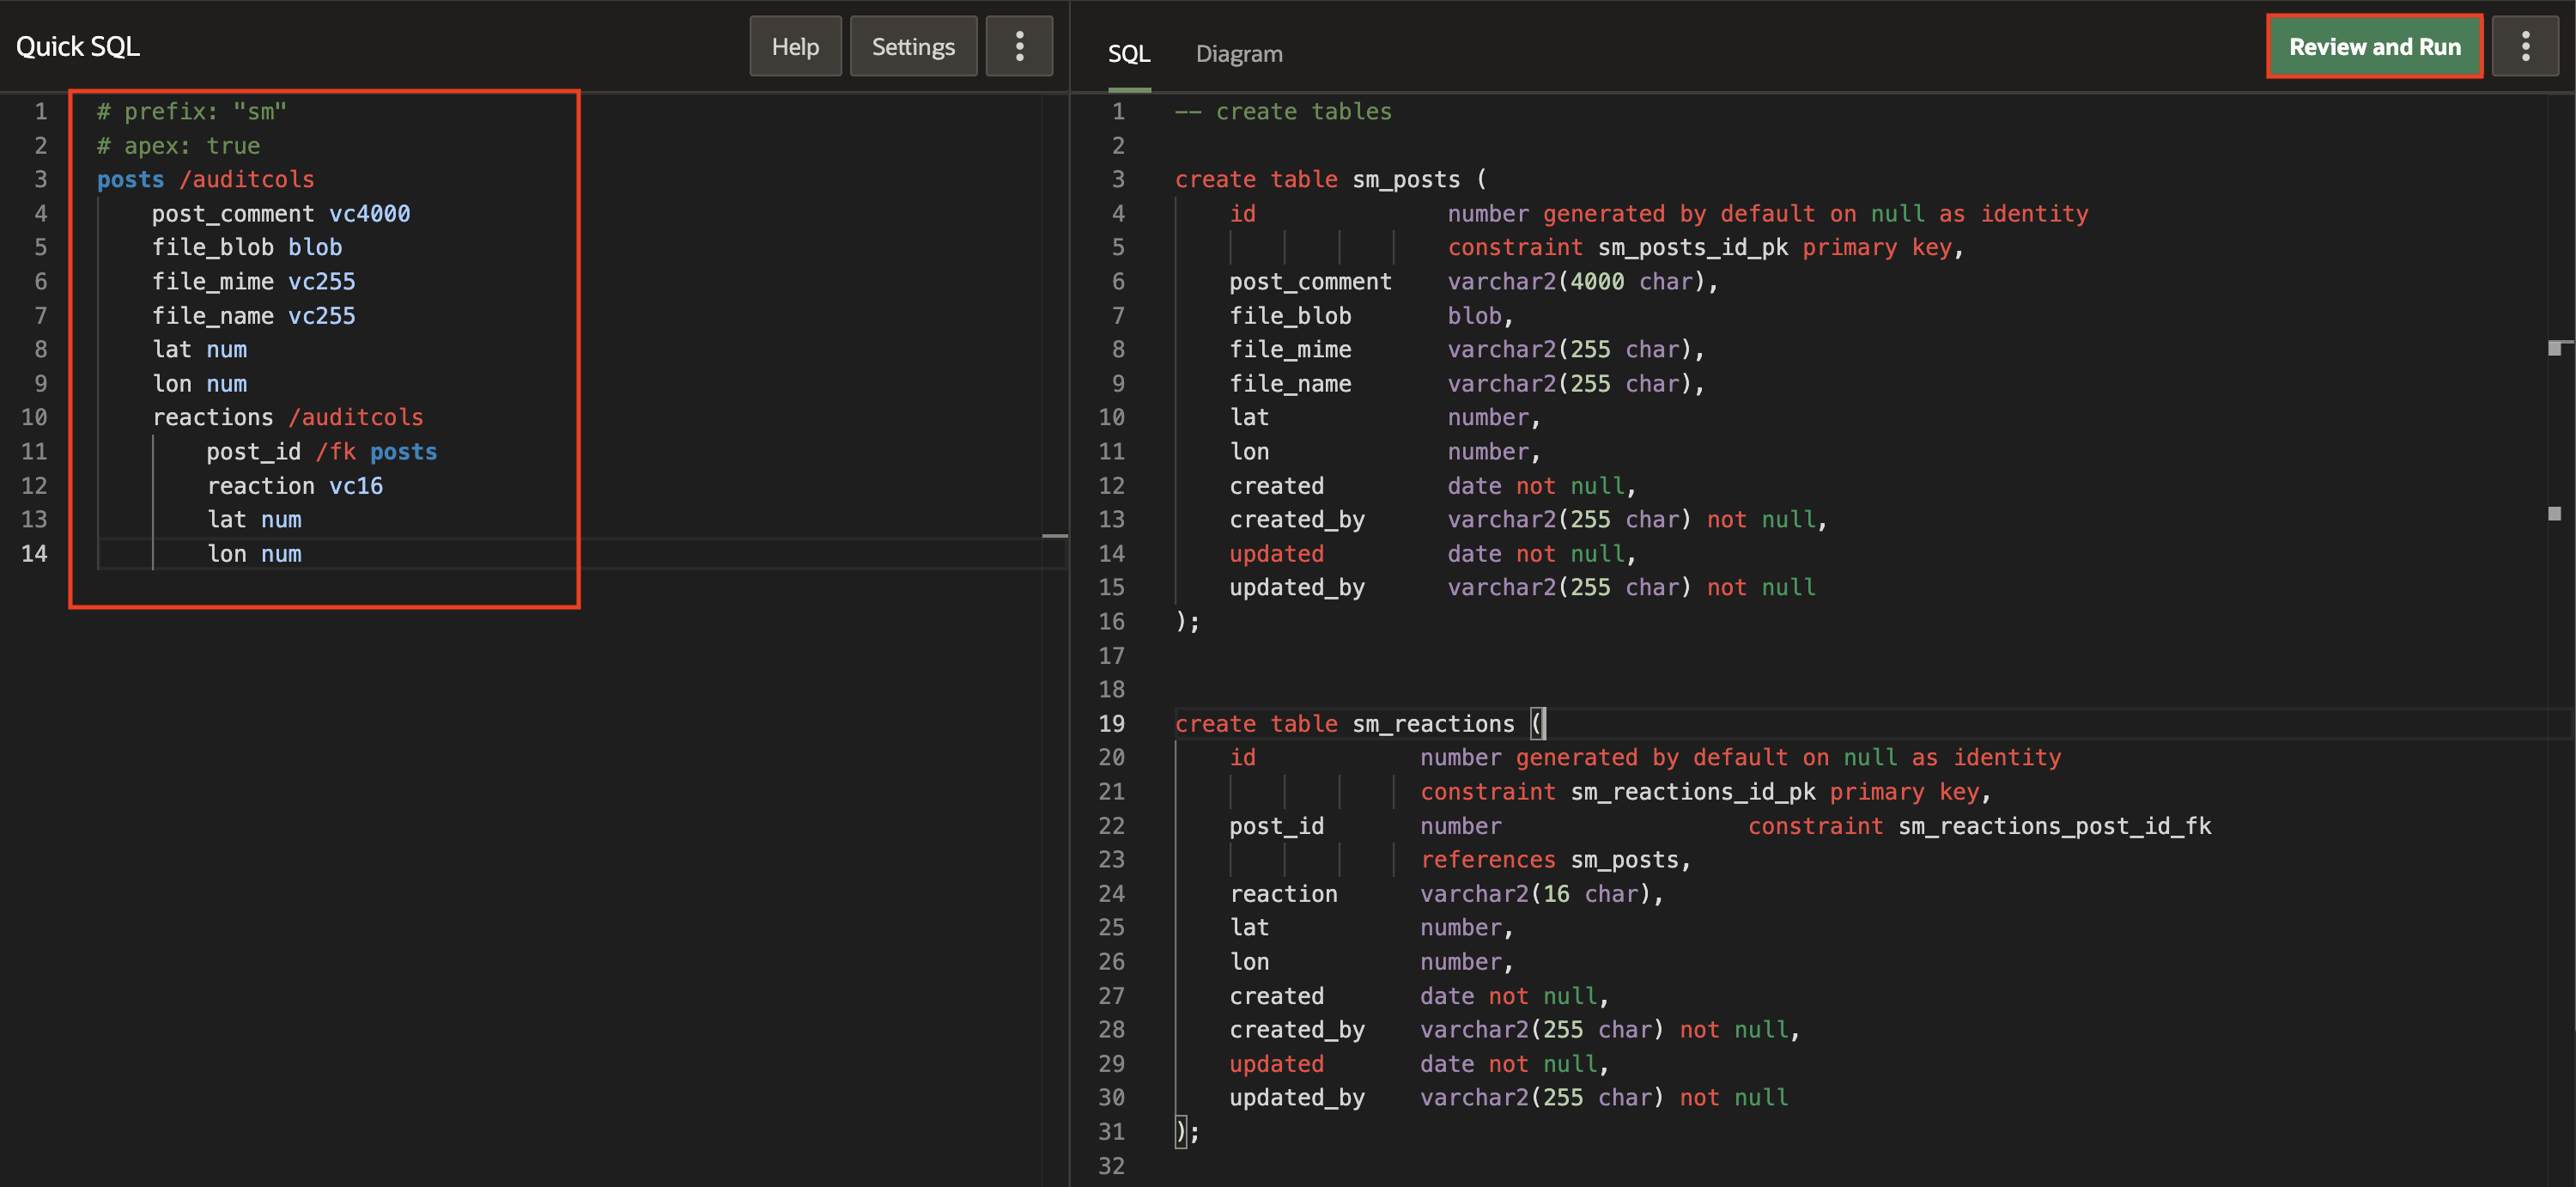 Quick SQL
Help
Settings
SQL
Diagram
Review and Run
1 # prefix: "sm"
2 # apex: true
3 posts /auditcols
4 post_comment vc4000
5 file_blob blob
6 file_mime vc255
7 file_name vc255
8 lat num
9 lon num
10 reactions /auditcols
11 post_id /fk posts
12 reaction vc16
13 lat num
14 lon num
1 -- create tables
2
3 create table sm_posts (
4 id number generated by default on null as identity
5 constraint sm_posts_id_pk primary key,
6 post_comment varchar2(4000 char),
7 file_blob blob,
8 file_mime varchar2(255 char),
9 file_name varchar2(255 char),
10 lat number,
11 lon number,
12 created date not null,
13 created_by varchar2(255 char) not null,
14 updated date not null,
15 updated_by varchar2(255 char) not null
16 );
17
18
19 create table sm_reactions (
20 id number generated by default on null as identity
21 constraint sm_reactions_id_pk primary key,
22 post_id number constraint sm_reactions_post_id_fk
23 references sm_posts,
24 reaction varchar2(16 char),
25 lat number,
26 lon number,
27 created date not null,
28 created_by varchar2(255 char) not null,
29 updated date not null,
30 updated_by varchar2(255 char) not null
31 );
32